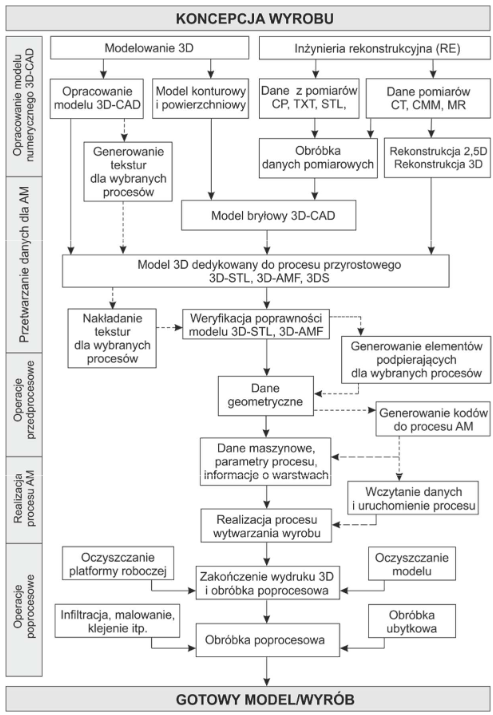 KONCEPCJA WYROBU
Opracowanie modelu
numerycznego 3D-CAD
Modelowanie 3D
Inżynieria rekonstrukcyjna (RE)
Opracowanie
modelu 3D-CAD
Model konturowy
i powierzchniowy
Dane z pomiarów
CP, TXT, STL,
Dane pomiarów
CT, CMM, MR
Generowanie
tekstur
dla wybranych
procesów
Obróbka
danych pomiarowych
Rekonstrukcja 2,5D
Rekonstrukcja 3D
Przetwarzanie danych dla AM
Model bryłowy 3D-CAD
Model 3D dedykowany do procesu przyrostowego
3D-STL, 3D-AMF, 3DS
Nakładanie
tekstur
dla wybranych
procesów
Weryfikacja poprawności
modelu 3D-STL, 3D-AMF
Generowanie elementów
podpierających
dla wybranych procesów
Operacje
przedprocesowe
Dane
geometryczne
Generowanie kodów
do procesu AM
Dane maszynowe,
parametry procesu,
informacje o warstwach
Realizacja
procesu AM
Wczytanie danych
i uruchomienie procesu
Realizacja procesu
wytwarzania wyrobu
Operacje
poprocesowe
Oczyszczanie
platformy roboczej
Zakończenie wydruku 3D
i obróbka poprocesowa
Oczyszczanie
modelu
Infiltracja, malowanie,
klejenie itp.
Obróbka poprocesowa
Obróbka
ubytkowa
GOTOWY MODEL/WYRÓB